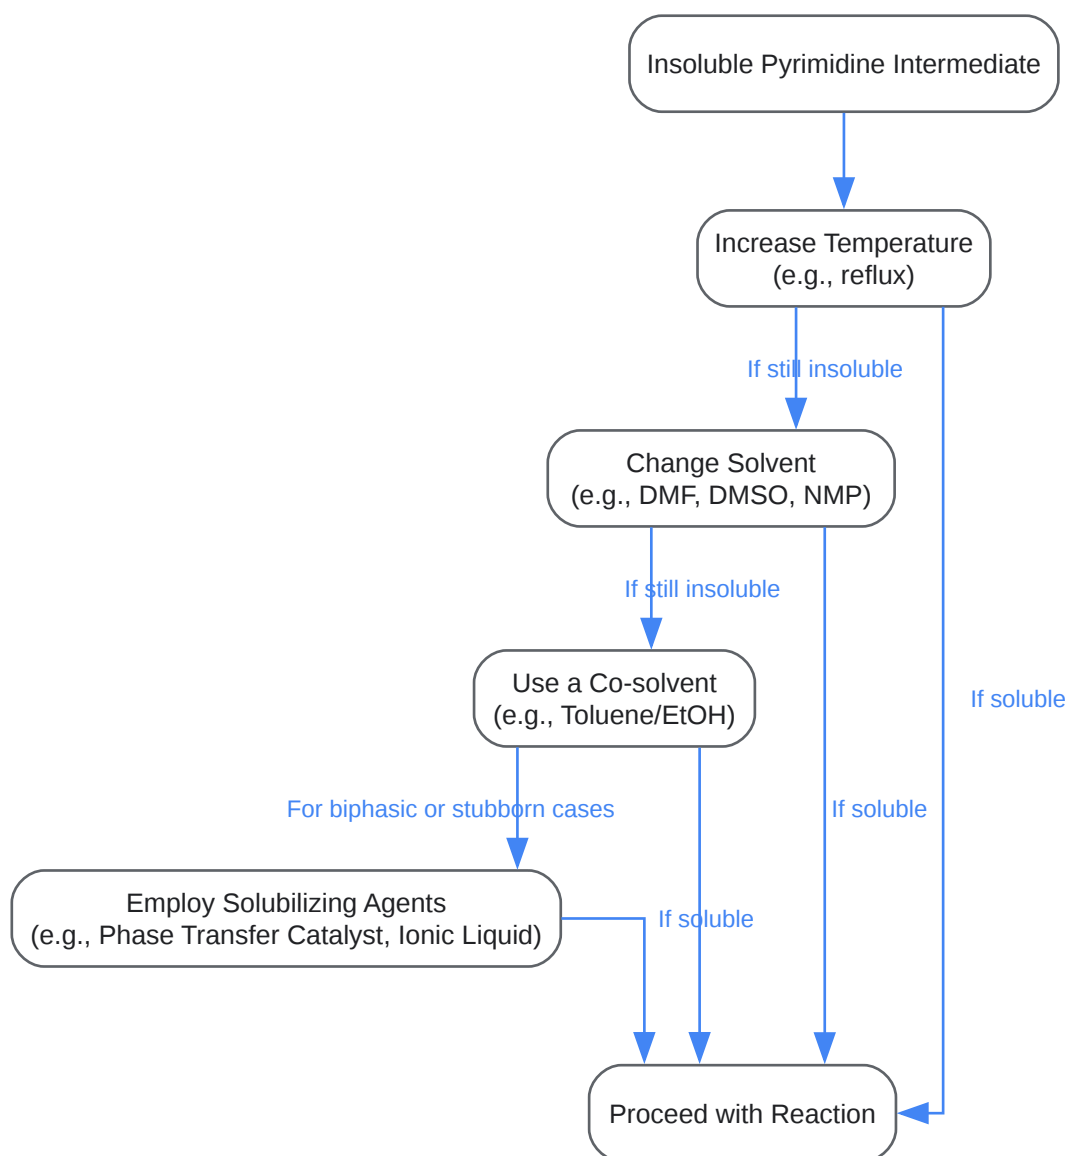 Insoluble Pyrimidine Intermediate
Increase Temperature
(e.g., reflux)
If still insoluble
Change Solvent
(e.g., DMF, DMSO, NMP)
If still insoluble
Use a Co-solvent
(e.g., Toluene/EtOH)
If soluble
For biphasic or stubborn cases
If soluble
Employ Solubilizing Agents
(e.g., Phase Transfer Catalyst, Ionic Liquid)
If soluble
Proceed with Reaction